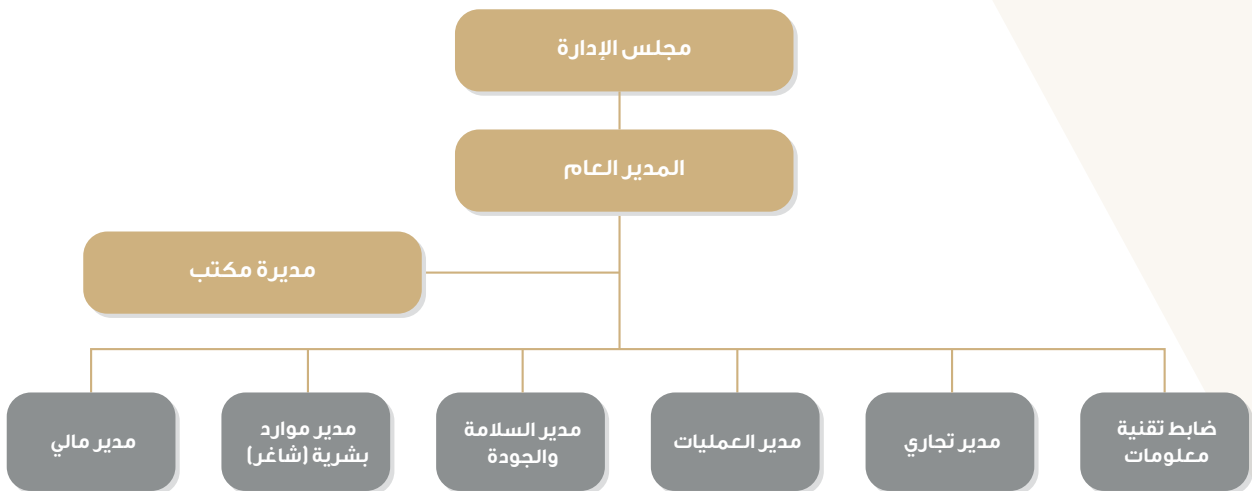 مجلس الإدارة
المدير العام
مديرة مكتب
ضابط تقنية
معلومات
مدير تجاري
مدير العمليات
مدير السلامة
والجودة
مدير موارد
بشرية (شاغر)
مدير مالي